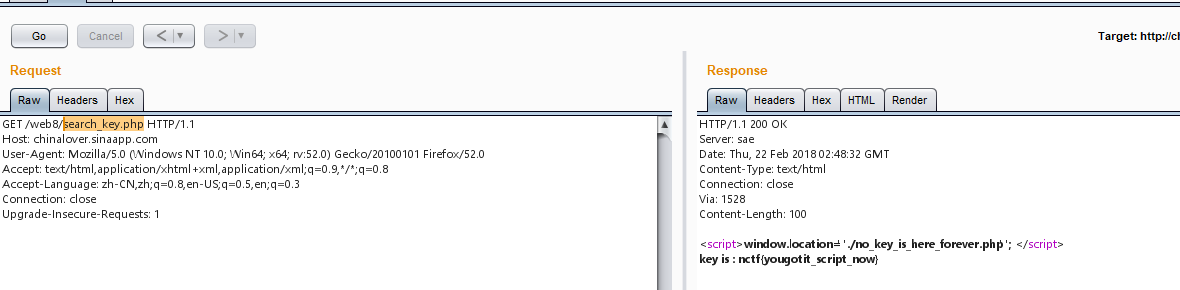 Go Cancel < > Target: http://cl
Request Response
Raw Headers Hex
GET /web8/search_key.php HTTP/1.1
Host: chinalover.sinaapp.com
User-Agent: Mozilla/5.0 (Windows NT 10.0; Win64; x64; rv:52.0) Gecko/20100101 Firefox/52.0
Accept: text/html,application/xhtml+xml,application/xml;q=0.9,*/*;q=0.8
Accept-Language: zh-CN,zh;q=0.8,en-US;q=0.5,en;q=0.3
Connection: close
Upgrade-Insecure-Requests: 1
Raw Headers Hex HTML Render
HTTP/1.1 200 OK
Server: sae
Date: Thu, 22 Feb 2018 02:48:32 GMT
Content-Type: text/html
Connection: close
Via: 1528
Content-Length: 100
<script>window.location='./no_key_is_here_forever.php'; </script>
key is : nctf{yougotit_script_now}